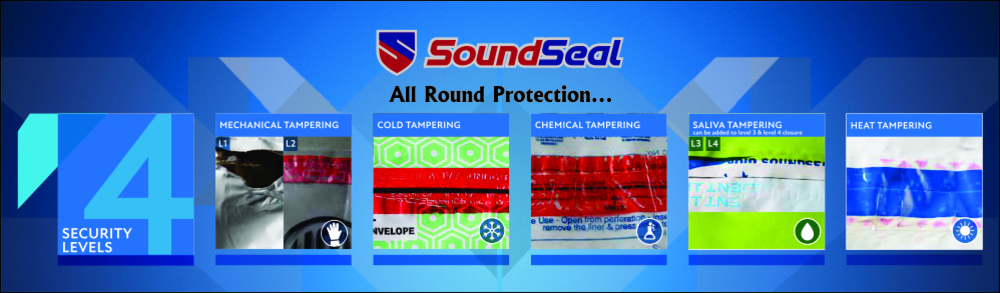 SoundSeal
All Round Protection...
4
SECURITY
LEVELS
MECHANICAL TAMPERING
L1
L2
COLD TAMPERING
NVELOPE
CHEMICAL TAMPERING
e Use - Open from perforation - inse
remove the liner & press
SALIVA TAMPERING
can be added to level 3 & level 4 closure
L3
L4
SOUNDSEA
HEAT TAMPERING